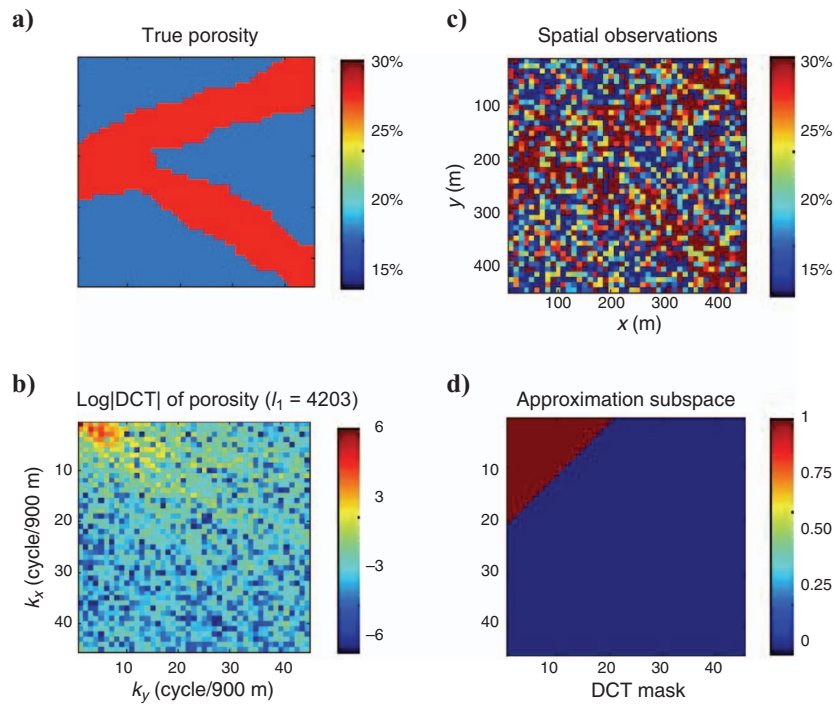 a)
True porosity
30%
25%
20%
15%
c)
Spatial observations
100
200
300
400
y (m)
100 200 300 400
x (m)
30%
25%
20%
15%
b)
Log|DCT| of porosity (l1 = 4203)
10
20
30
40
kx (cycle/900 m)
10 20 30 40
ky (cycle/900 m)
6
3
–3
–6
d)
Approximation subspace
10
20
30
40
10 20 30 40
DCT mask
1
0.75
0.50
0.25
0